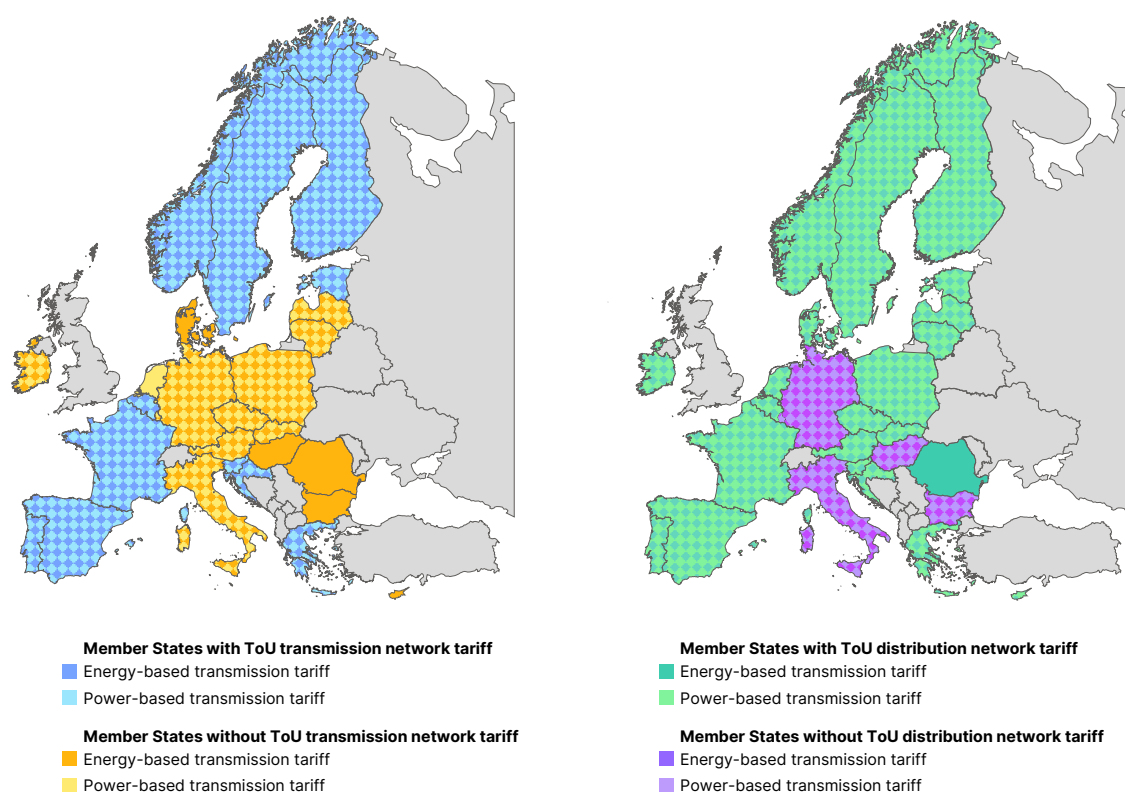 Member States with ToU transmission network tariff
Energy-based transmission tariff
Power-based transmission tariff
Member States without ToU transmission network tariff
Energy-based transmission tariff
Power-based transmission tariff
Member States with ToU distribution network tariff
Energy-based transmission tariff
Power-based transmission tariff
Member States without ToU distribution network tariff
Energy-based transmission tariff
Power-based transmission tariff